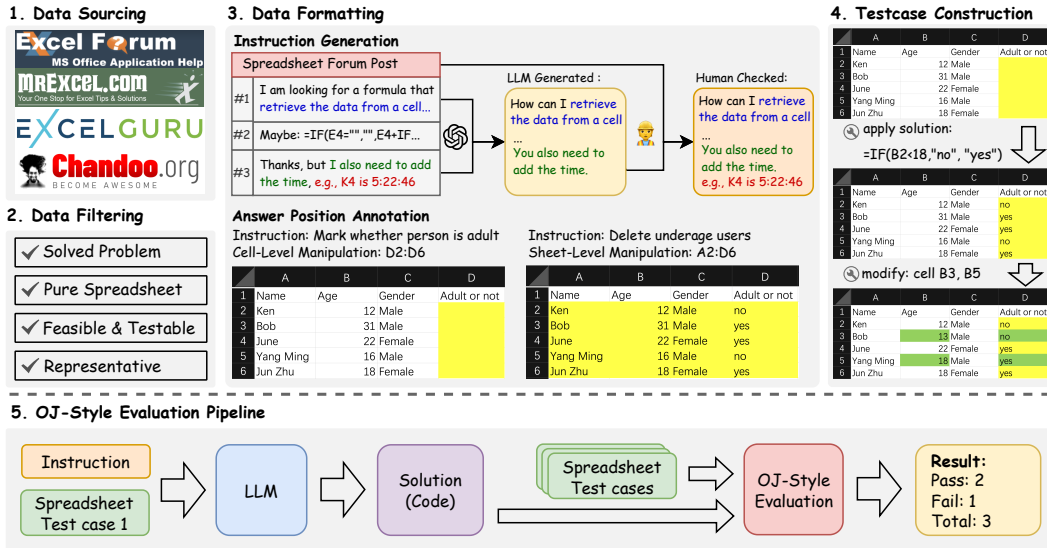 1. Data Sourcing
Excel Forum
MS Office Application Help
MREXCEL.COM
Your One Stop for Excel Tips & Solutions
EXCELGURU
Chandoo.org
BECOME AWESOME
2. Data Filtering
Solved Problem
Pure Spreadsheet
Feasible & Testable
Representative
3. Data Formatting
Instruction Generation
Spreadsheet Forum Post
#1
I am looking for a formula that
retrieve the data from a cell...
#2
Maybe: =IF(E4="","",E4+IF...
#3
Thanks, but I also need to add
the time, e.g., K4 is 5:22:46
LLM Generated :
How can I retrieve
the data from a cell
...
You also need to
add the time.
Human Checked:
How can I retrieve
the data from a cell
...
You also need to
add the time.
e.g., K4 is 5:22:46
Answer Position Annotation
Instruction: Mark whether person is adult
Cell-Level Manipulation: D2:D6
A B C D
1 Name Age Gender Adult or not
2 Ken 12 Male
3 Bob 31 Male
4 June 22 Female
5 Yang Ming 16 Male
6 Jun Zhu 18 Female
Instruction: Delete underage users
Sheet-Level Manipulation: A2:D6
A B C D
1 Name Age Gender Adult or not
2 Ken 12 Male no
3 Bob 31 Male yes
4 June 22 Female yes
5 Yang Ming 16 Male no
6 Jun Zhu 18 Female yes
4. Testcase Construction
A B C D
1 Name Age Gender Adult or not
2 Ken 12 Male
3 Bob 31 Male
4 June 22 Female
5 Yang Ming 16 Male
6 Jun Zhu 18 Female
apply solution:
=IF(B2<18,"no", "yes")
A B C D
1 Name Age Gender Adult or not
2 Ken 12 Male no
3 Bob 31 Male yes
4 June 22 Female yes
5 Yang Ming 16 Male no
6 Jun Zhu 18 Female yes
modify: cell B3, B5
A B C D
1 Name Age Gender Adult or not
2 Ken 12 Male no
3 Bob 13 Male no
4 June 22 Female yes
5 Yang Ming 18 Male yes
6 Jun Zhu 18 Female yes
5. OJ-Style Evaluation Pipeline
Instruction
Spreadsheet
Test case 1
LLM
Solution
(Code)
Spreadsheet
Test cases
OJ-Style
Evaluation
Result:
Pass: 2
Fail: 1
Total: 3